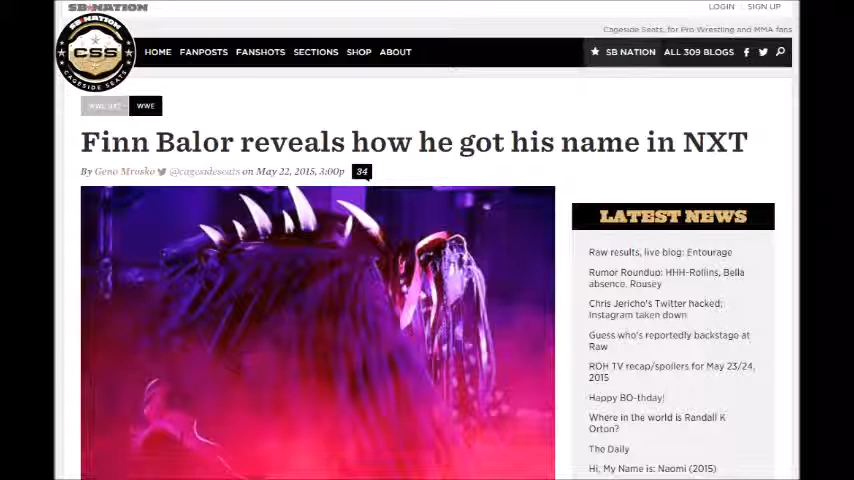 SB NATION
LOGIN SIGN UP
Cageside Seats, for Pro Wrestling and MMA fans
SB NATION
CSS
CAGESIDE SEATS
HOME FANPOSTS FANSHOTS SECTIONS SHOP ABOUT
★ SB NATION ALL 309 BLOGS
WWE NXT WWE
Finn Balor reveals how he got his name in NXT
By Geno Mrosko @cagesideseats on May 22, 2015, 3:00p 34
LATEST NEWS
Raw results, live blog: Entourage
Rumor Roundup: HHH-Rollins, Bella
absence, Rousey
Chris Jericho's Twitter hacked;
Instagram taken down
Guess who's reportedly backstage at
Raw
ROH TV recap/spoilers for May 23/24,
2015
Happy BO-thday!
Where in the world is Randall K
Orton?
The Daily
Hi, My Name is: Naomi (2015)